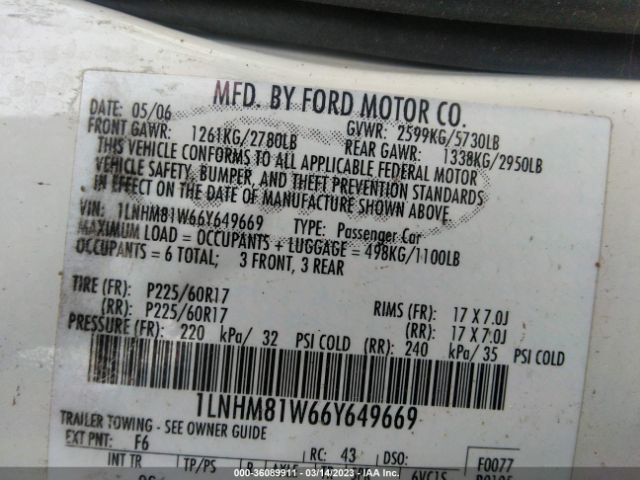 MFD. BY FORD MOTOR CO.
DATE: 05/06 GVWR: 2599KG/5730LB
FRONT GAWR: 1261KG/2780LB REAR GAWR: 1338KG/2950LB
THIS VEHICLE CONFORMS TO ALL APPLICABLE FEDERAL MOTOR
VEHICLE SAFETY, BUMPER, AND THEFT PREVENTION STANDARDS
IN EFFECT ON THE DATE OF MANUFACTURE SHOWN ABOVE.
VIN: 1LNHM81W66Y649669 TYPE: Passenger Car
MAXIMUM LOAD = OCCUPANTS + LUGGAGE = 498KG/1100LB
OCCUPANTS = 6 TOTAL; 3 FRONT, 3 REAR
TIRE (FR): P225/60R17 RIMS (FR): 17 X 7.0J
(RR): P225/60R17 (RR): 17 X 7.0J
PRESSURE (FR): 220 kPa/ 32 PSI COLD (RR): 240 kPa/ 35 PSI COLD
1LNHM81W66Y649669
TRAILER TOWING - SEE OWNER GUIDE
EXT PNT: F6 RC: 43 DSO: F0077
INT TR TP/PS R
© IAA - 36089911 - 03/14/2023 - IAAI.COM